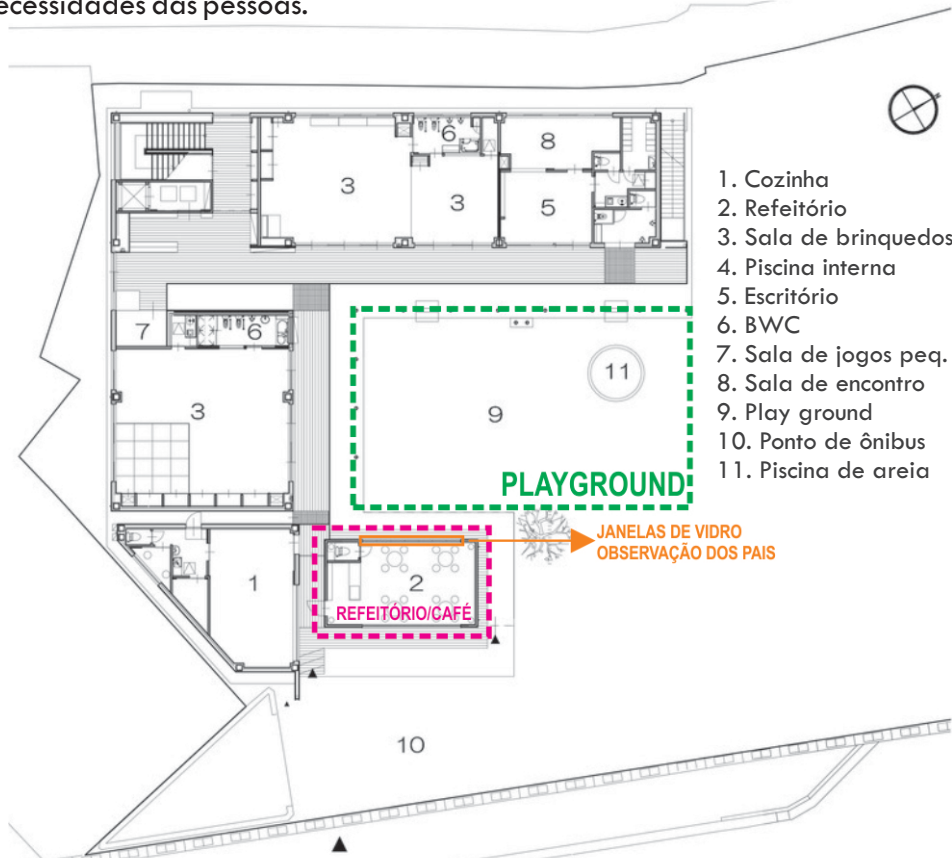 ecessidades das pessoas.
1. Cozinha
2. Refeitório
3. Sala de brinquedos
4. Piscina interna
5. Escritório
6. BWC
7. Sala de jogos peq.
8. Sala de encontro
9. Play ground
10. Ponto de ônibus
11. Piscina de areia
6
8
3
3
5
7
6
11
3
9
PLAYGROUND
JANELAS DE VIDRO
OBSERVAÇÃO DOS PAIS
1
2
REFEITÓRIO/CAFÉ
10